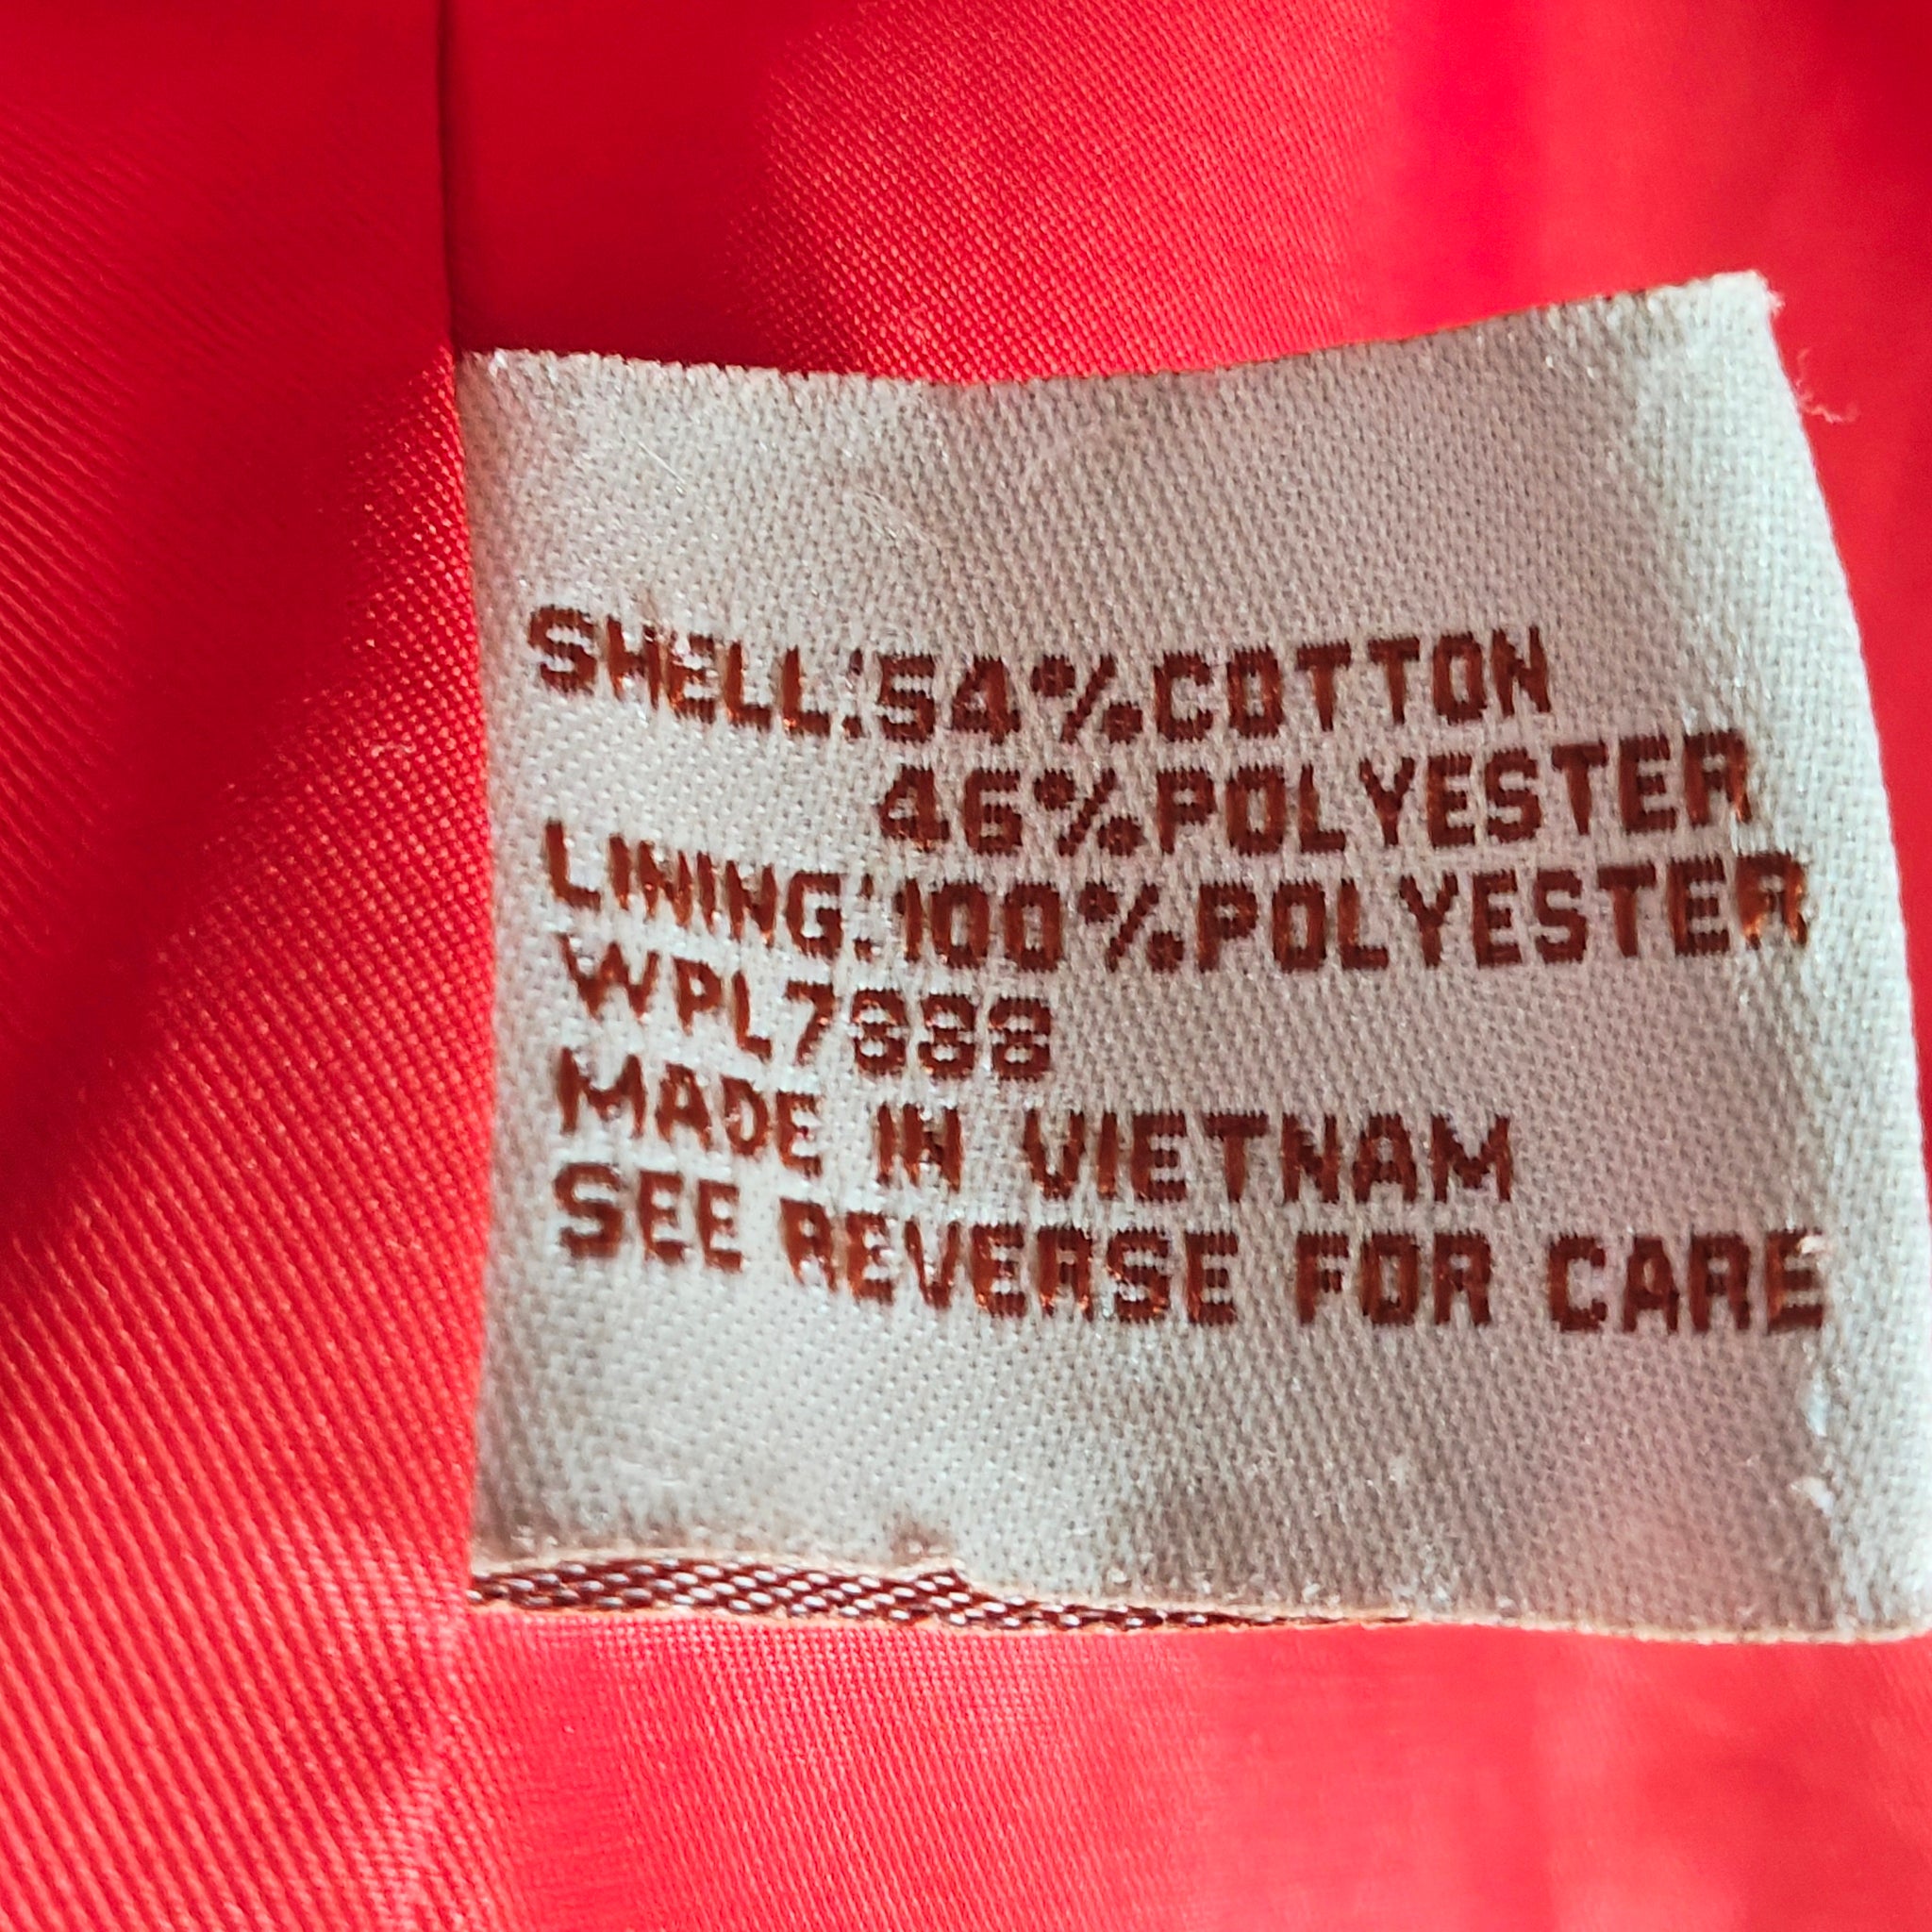 SHELL:54%COTTON
46%POLYESTER
LINING:100%POLYESTER
WPL7888
MADE IN VIETNAM
SEE REVERSE FOR CARE